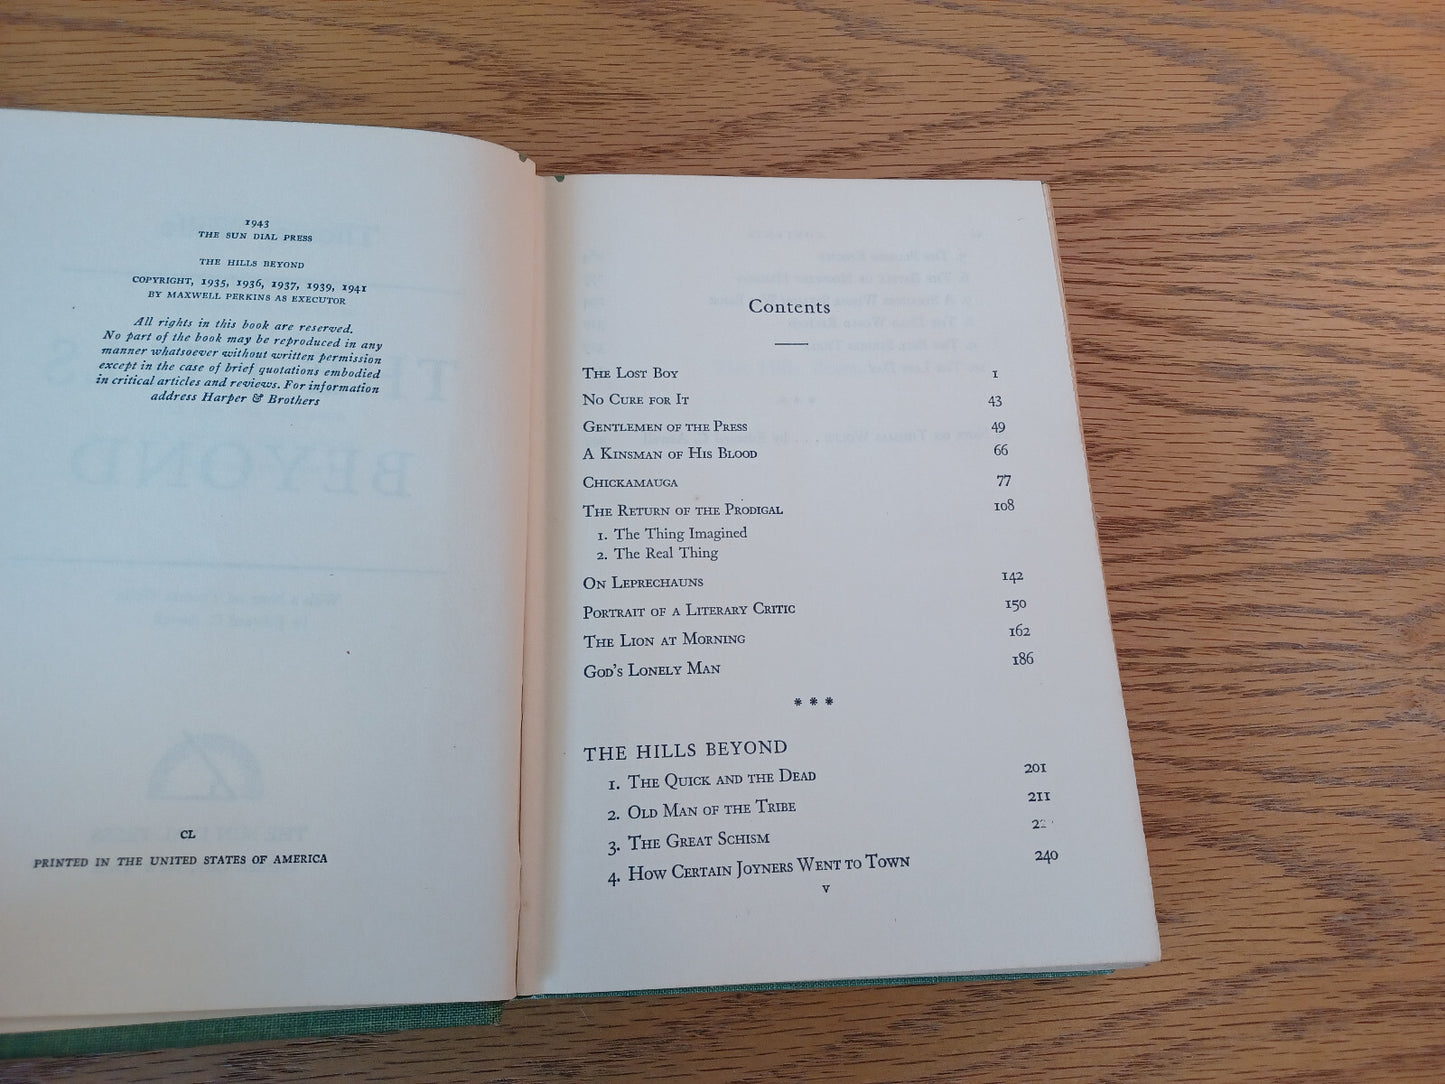 1943
THE SUN DIAL PRESS
THE HILLS BEYOND
COPYRIGHT, 1935, 1936, 1937, 1939, 1941
BY MAXWELL PERKINS AS EXECUTOR
All rights in this book are reserved.
No part of the book may be reproduced in any
manner whatsoever without written permission
except in the case of brief quotations embodied
in critical articles and reviews. For information
address Harper & Brothers
CL
PRINTED IN THE UNITED STATES OF AMERICA
Contents
THE LOST BOY 1
NO CURE FOR IT 43
GENTLEMEN OF THE PRESS 49
A KINSMAN OF HIS BLOOD 66
CHICKAMAUGA 77
THE RETURN OF THE PRODIGAL 108
1. The Thing Imagined
2. The Real Thing
ON LEPRECHAUNS 142
PORTRAIT OF A LITERARY CRITIC 150
THE LION AT MORNING 162
GOD'S LONELY MAN 186
* * *
THE HILLS BEYOND
1. THE QUICK AND THE DEAD 201
2. OLD MAN OF THE TRIBE 211
3. THE GREAT SCHISM
4. HOW CERTAIN JOYNERS WENT TO TOWN 240
v